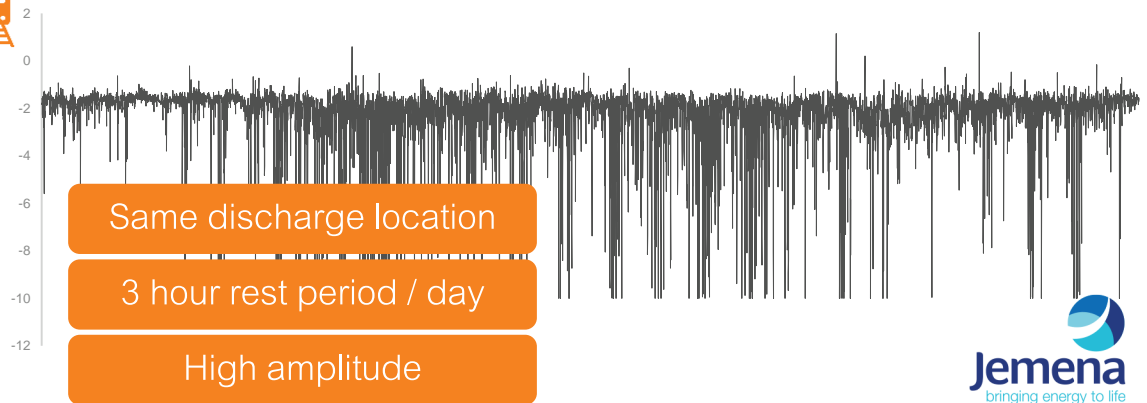 2
0
-2
-4
-6
-8
-10
-12
Same discharge location
3 hour rest period / day
High amplitude
Jemena
bringing energy to life